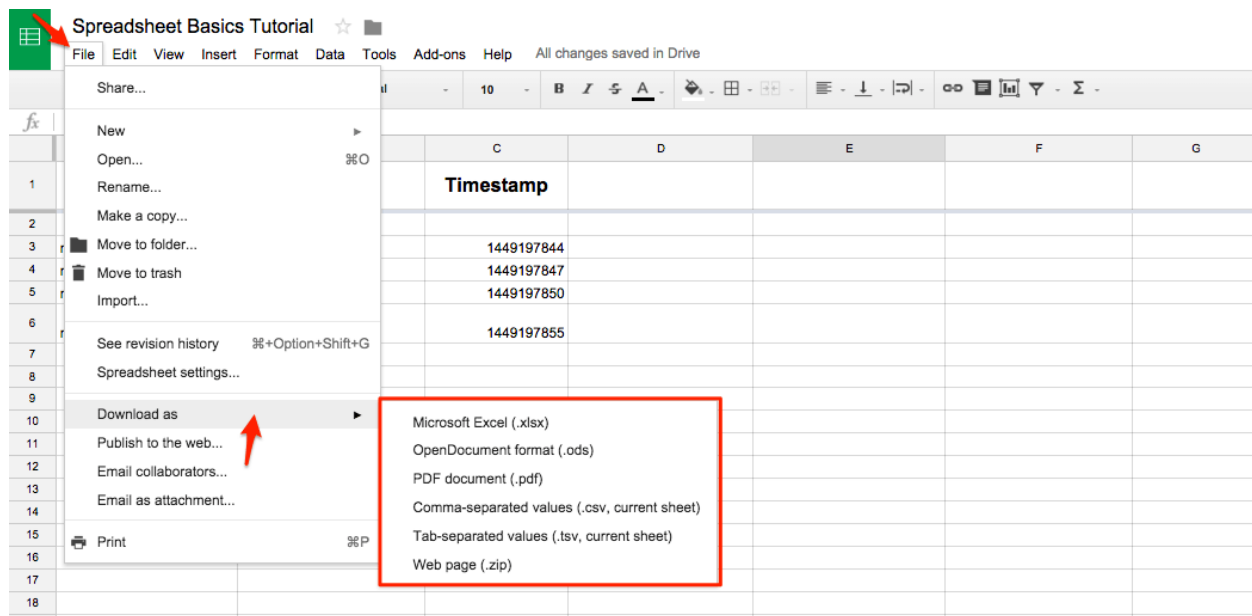 Spreadsheet Basics Tutorial
File Edit View Insert Format Data Tools Add-ons Help All changes saved in Drive
10 B I S A Σ
fx
Share...
New
Open... ⌘O
Rename...
Make a copy...
Move to folder...
Move to trash
Import...
See revision history ⌘+Option+Shift+G
Spreadsheet settings...
Download as
Publish to the web...
Email collaborators...
Email as attachment...
Print ⌘P
Microsoft Excel (.xlsx)
OpenDocument format (.ods)
PDF document (.pdf)
Comma-separated values (.csv, current sheet)
Tab-separated values (.tsv, current sheet)
Web page (.zip)
C D E F G
1 Timestamp
2
3 1449197844
4 1449197847
5 1449197850
6 1449197855
7
8
9
10
11
12
13
14
15
16
17
18